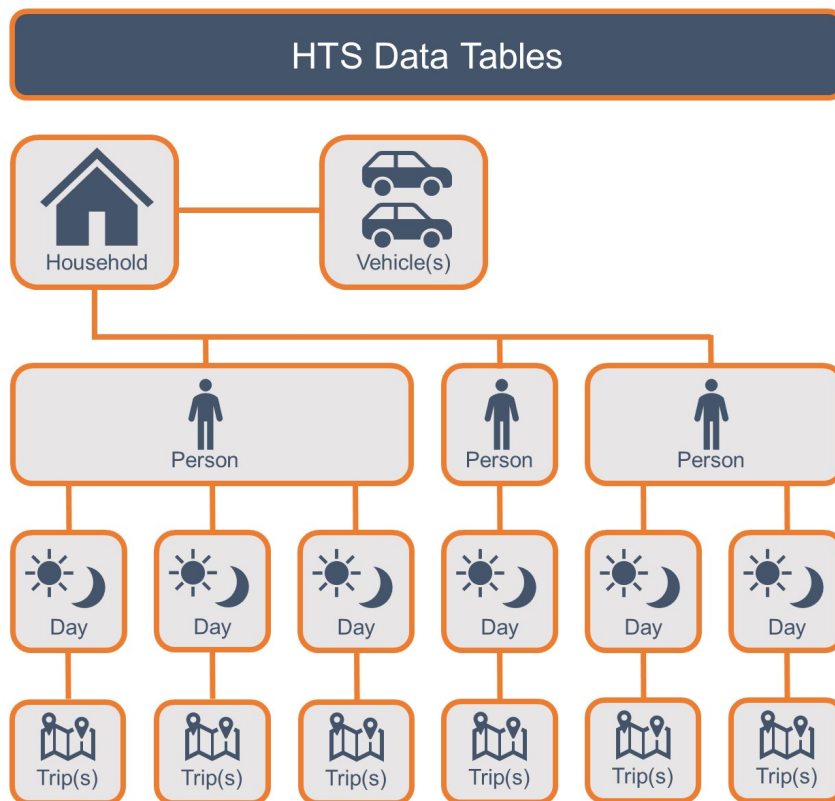 HTS Data Tables
Household
Vehicle(s)
Person
Person
Person
Day
Day
Day
Day
Day
Day
Trip(s)
Trip(s)
Trip(s)
Trip(s)
Trip(s)
Trip(s)